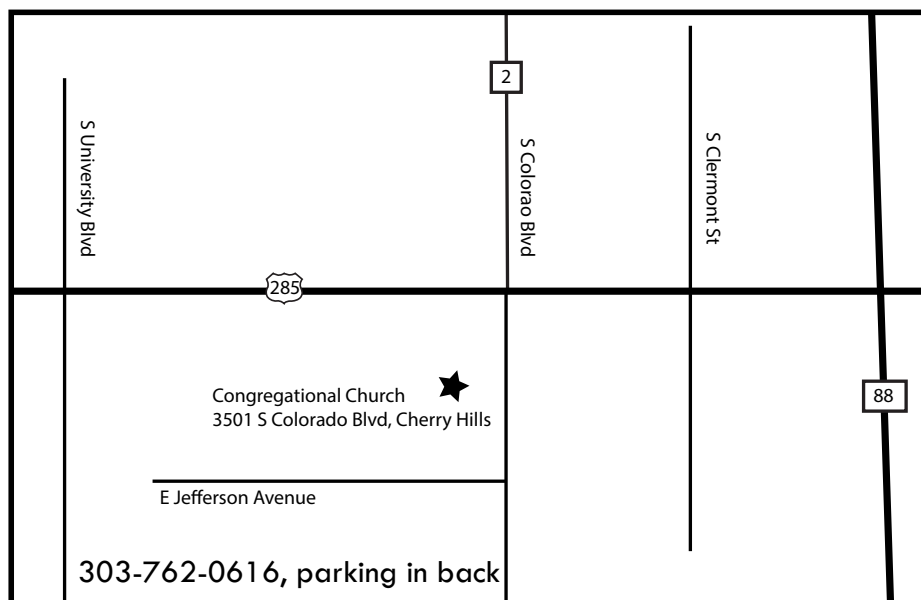 2
S University Blvd
S Colorao Blvd
S Clermont St
285
Congregational Church
3501 S Colorado Blvd, Cherry Hills
88
E Jefferson Avenue
303-762-0616, parking in back